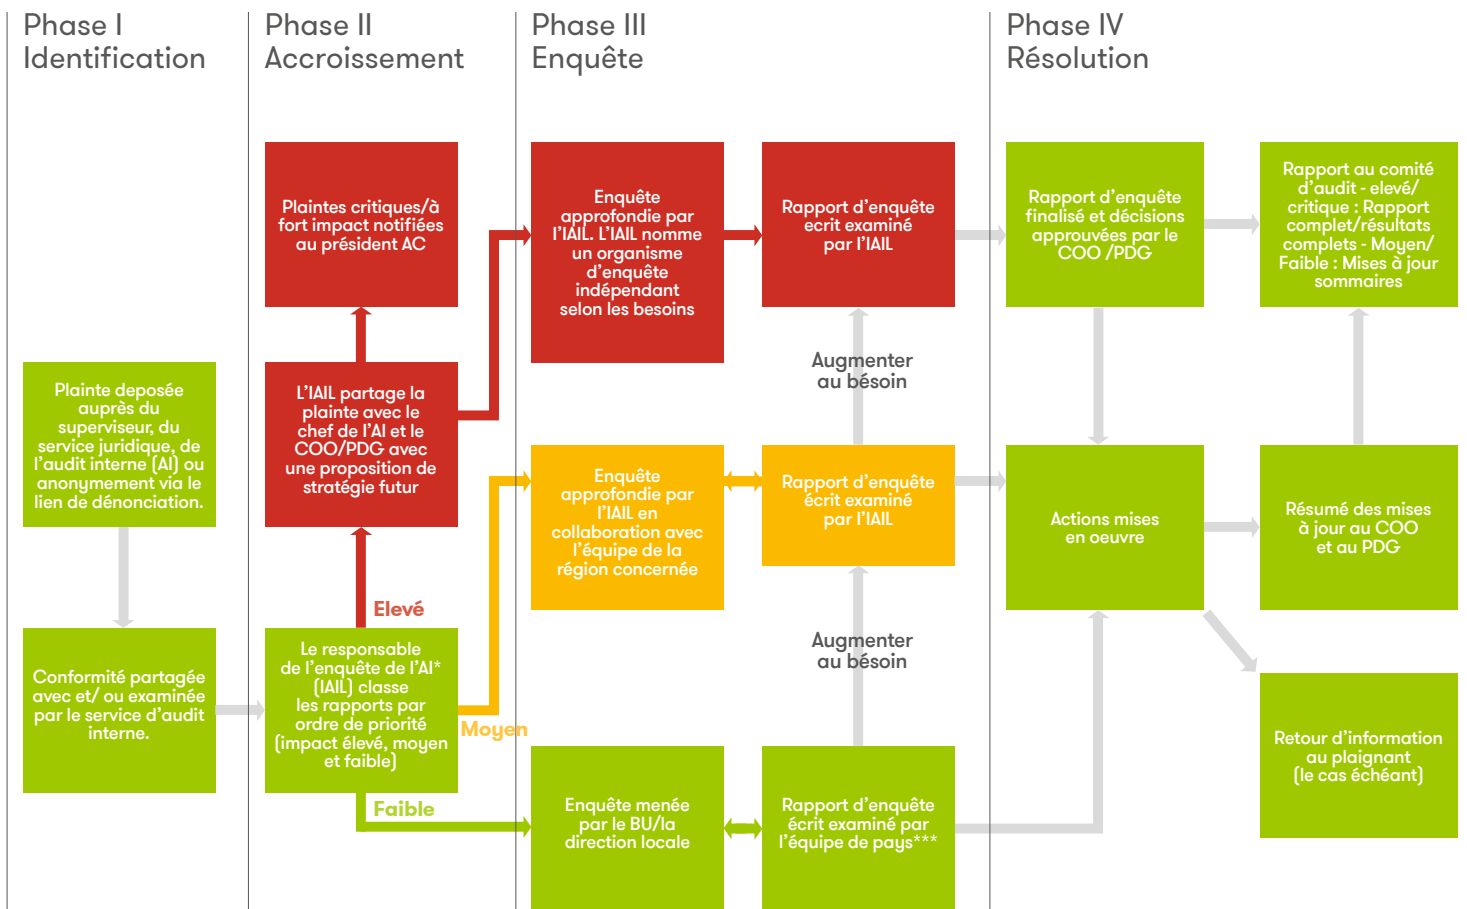 Phase I
Identification
Phase II
Accroissement
Phase III
Enquête
Phase IV
Résolution
Plainte deposée
auprès du
superviseur, du
service juridique, de
l'audit interne (AI) ou
anonymement via le
lien de dénonciation.
Conformité partagée
avec et/ ou examinée
par le service d'audit
interne.
Plaintes critiques/à
fort impact notifiées
au président AC
L'IAIL partage la
plainte avec le
chef de l'AI et le
COO/PDG avec
une proposition de
stratégie futur
Elevé
Le responsable
de l'enquête de l'AI*
(IAIL) classe
les rapports par
ordre de priorité
(impact élevé, moyen
et faible)
Moyen
Faible
Enquête
approfondie par
l'IAIL. L'IAIL nomme
un organisme
d'enquête
indépendant
selon les besoins
Rapport d'enquête
ecrit examiné
par l'IAIL
Augmenter
au bésoin
Enquête
approfondie par
l'IAIL en
collaboration avec
l'équipe de la
région concernée
Rapport d'enquête
écrit examiné
par l'IAIL
Augmenter
au bésoin
Enquête menée
par le BU/la
direction locale
Rapport d'enquête
écrit examiné par
l'équipe de pays***
Rapport d'enquête
finalisé et décisions
approuvées par le
COO /PDG
Rapport au comité
d'audit - elevé/
critique : Rapport
complet/résultats
complets - Moyen/
Faible : Mises à jour
sommaires
Actions mises
en oeuvre
Résumé des mises
à jour au COO
et au PDG
Retour d'information
au plaignant
(le cas échéant)